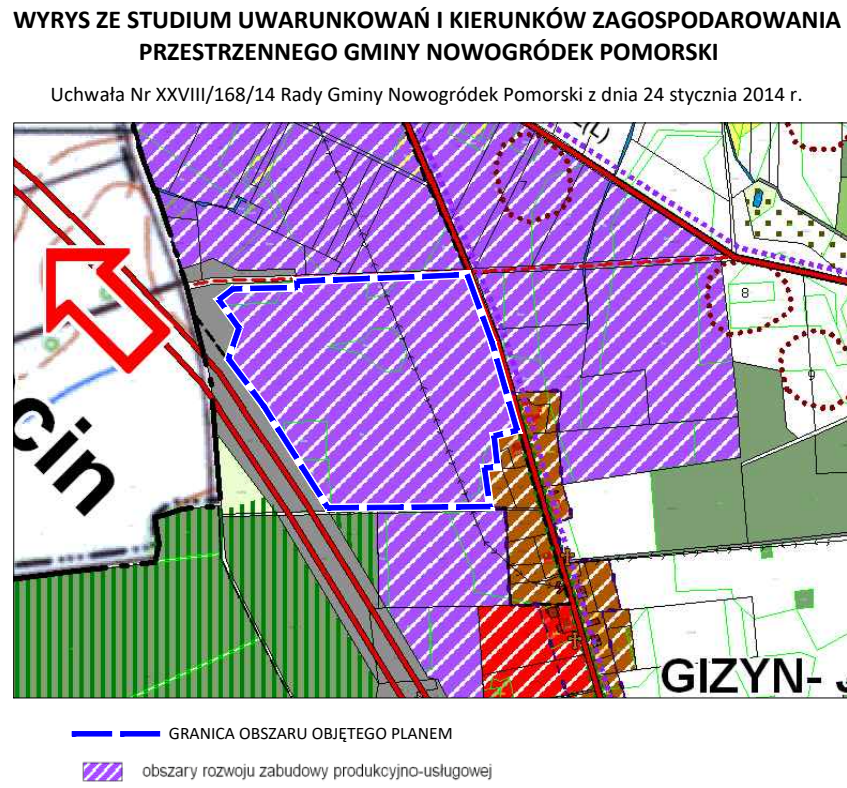 WYRYS ZE STUDIUM UWARUNKOWAŃ I KIERUNKÓW ZAGOSPODAROWANIA
PRZESTRZENNEGO GMINY NOWOGRÓDEK POMORSKI
Uchwała Nr XXVIII/168/14 Rady Gminy Nowogródek Pomorski z dnia 24 stycznia 2014 r.
(L)
8
9
cin
GIZYN-
GRANICA OBSZARU OBJĘTEGO PLANEM
obszary rozwoju zabudowy produkcyjno-usługowej